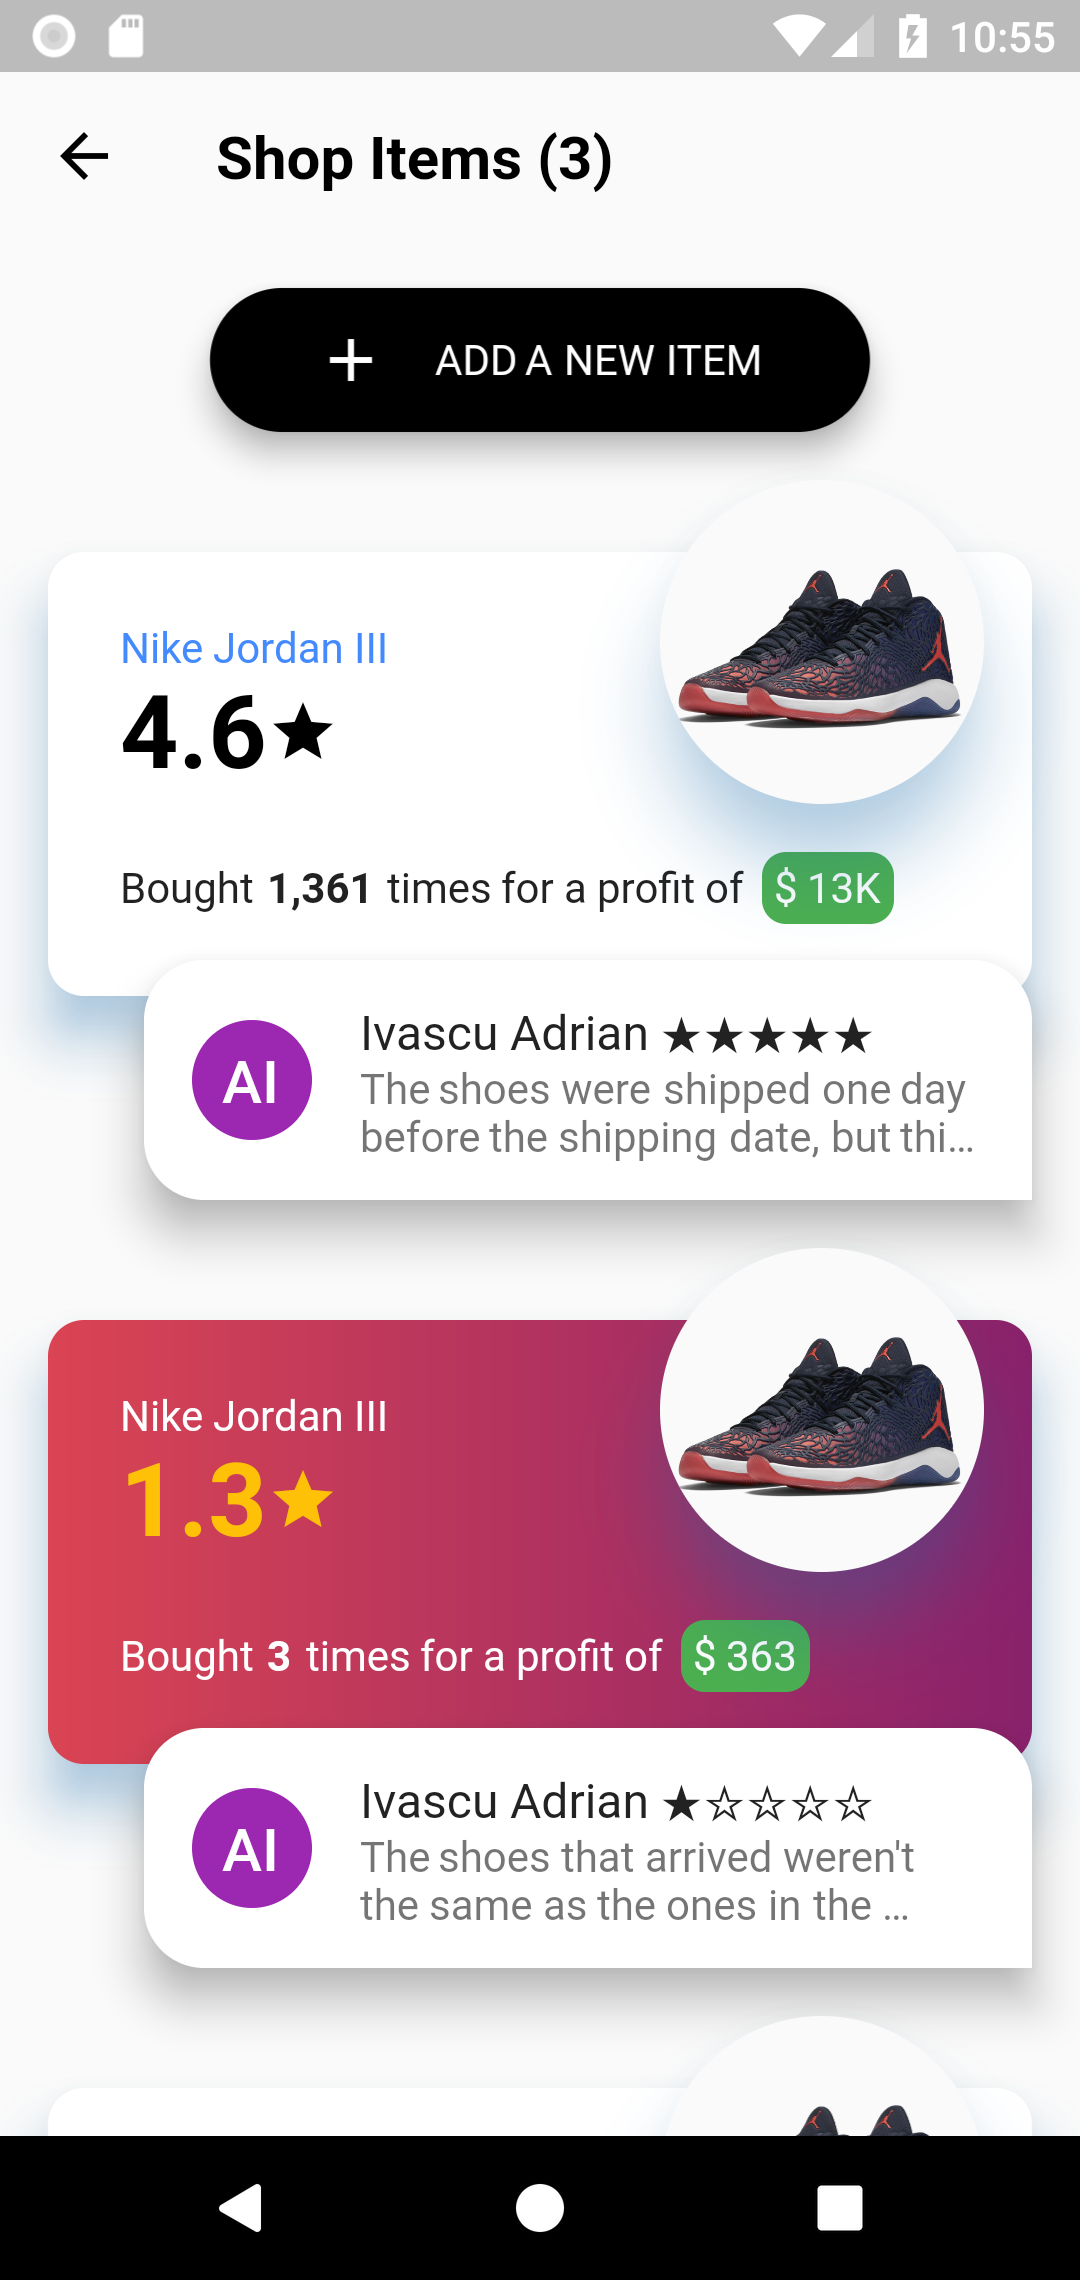 10:55
Shop Items (3)
ADD A NEW ITEM
Nike Jordan III
4.6★
Bought 1,361 times for a profit of $ 13K
Ivascu Adrian ★★★★★
The shoes were shipped one day
before the shipping date, but thi...
Nike Jordan III
1.3★
Bought 3 times for a profit of $ 363
Ivascu Adrian ★☆☆☆☆
The shoes that arrived weren't
the same as the ones in the ...
AI
AI